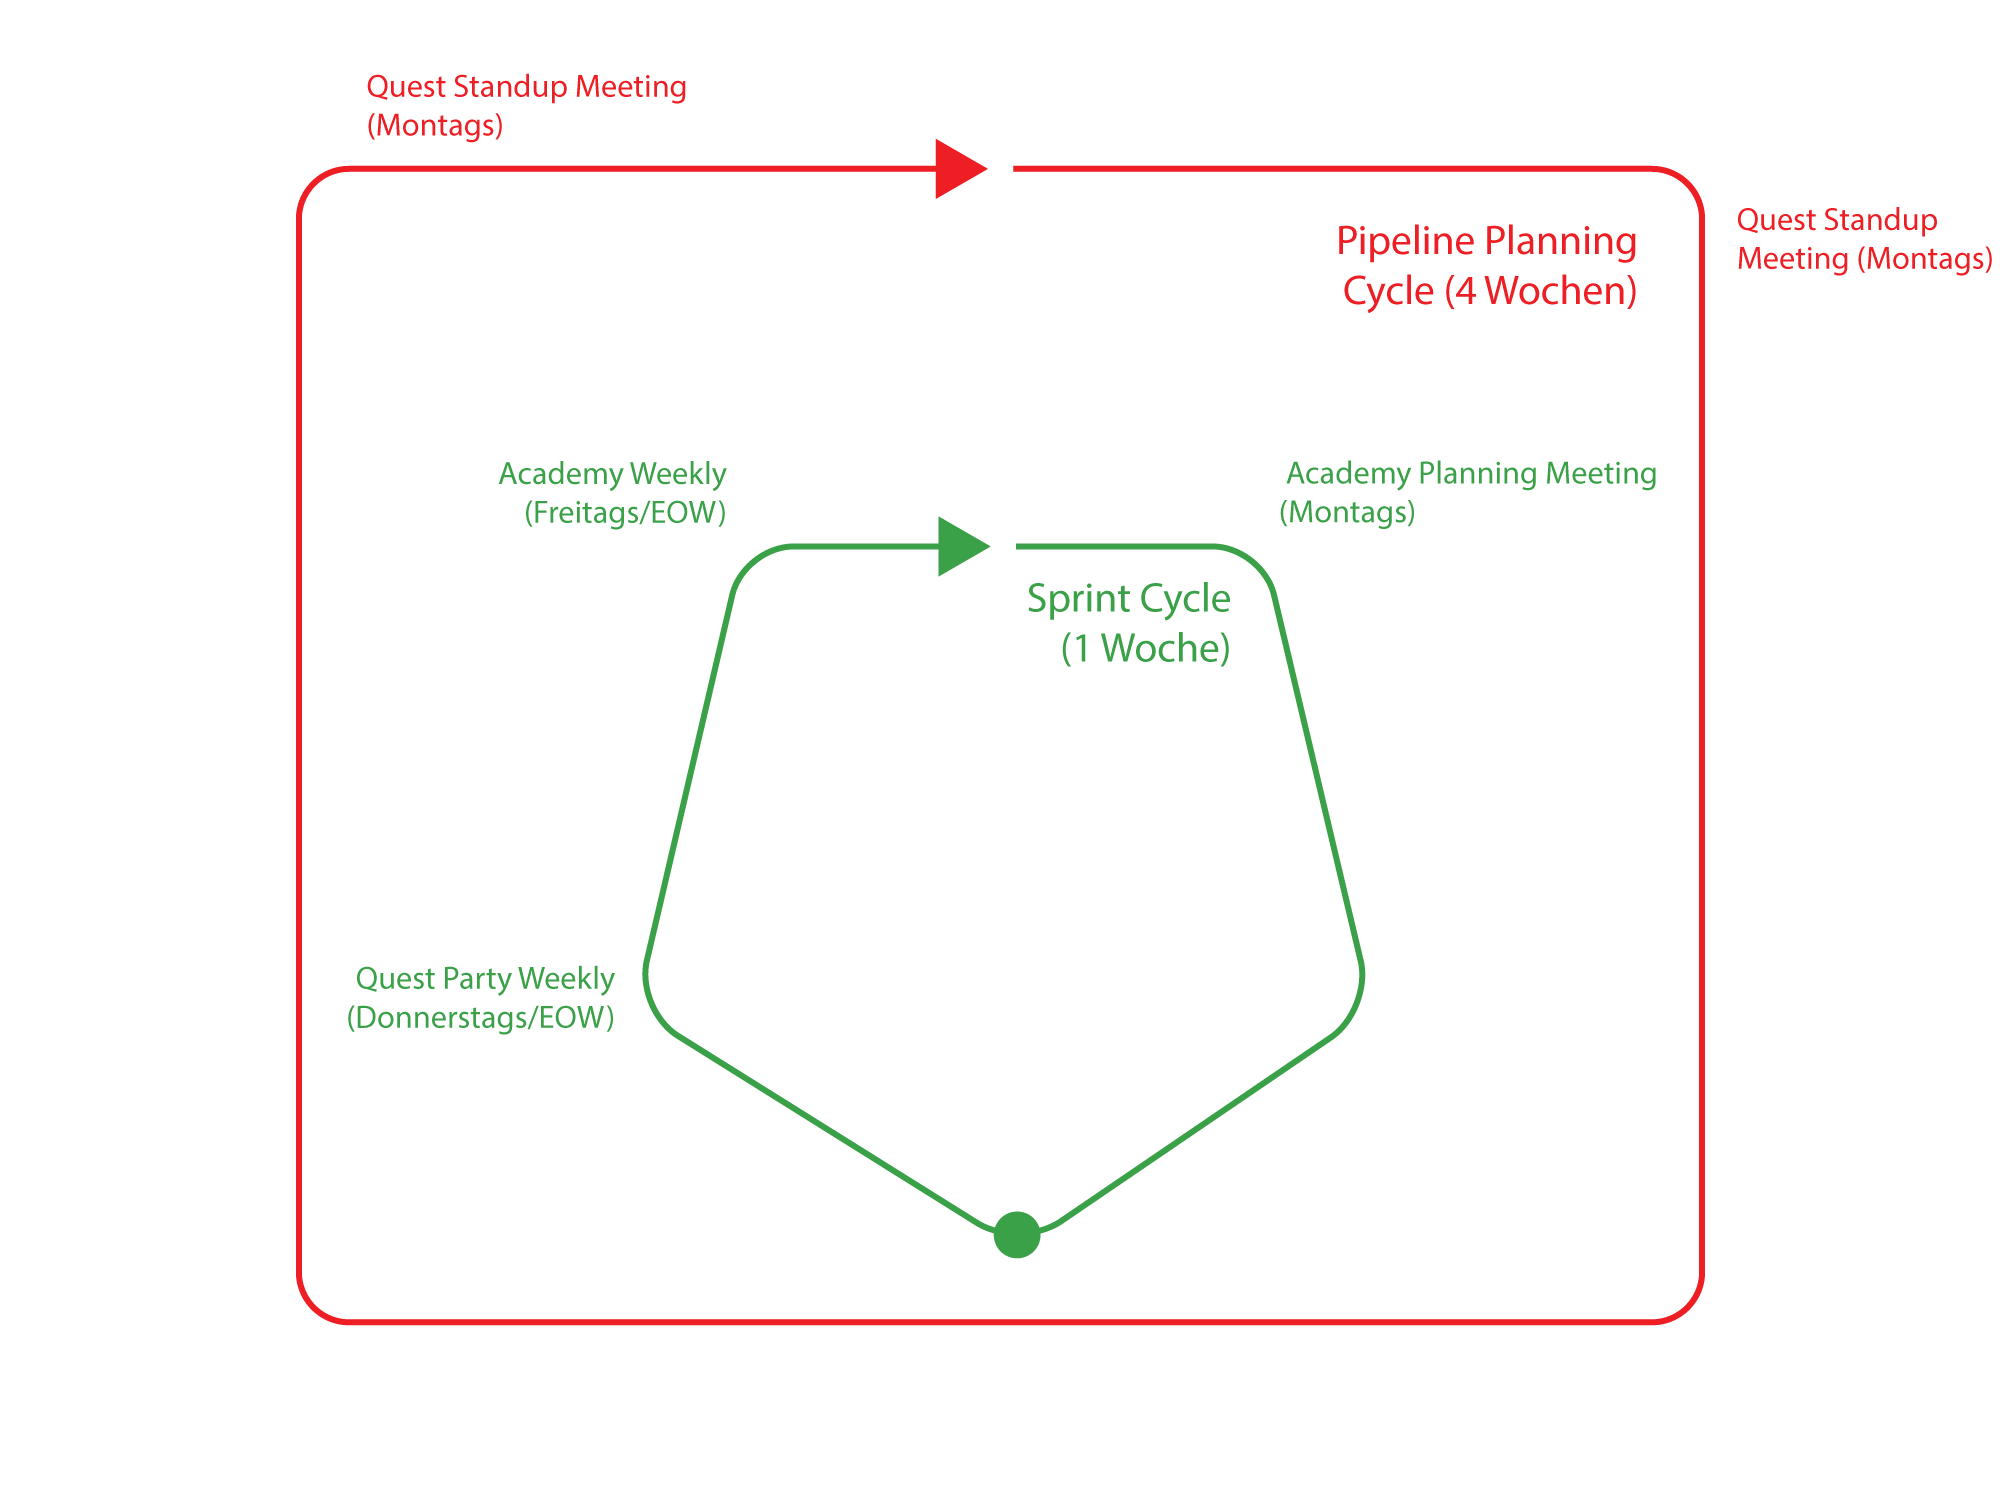 Quest Standup Meeting
(Montags)
Quest Standup
Meeting (Montags)
Pipeline Planning
Cycle (4 Wochen)
Academy Weekly
(Freitags/EOW)
Academy Planning Meeting
(Montags)
Sprint Cycle
(1 Woche)
Quest Party Weekly
(Donnerstags/EOW)